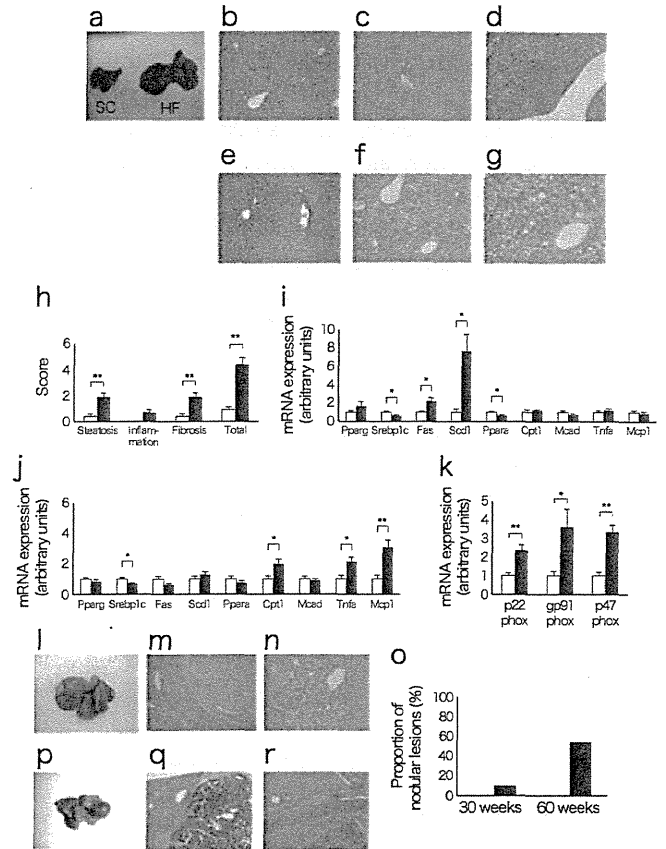 a b c d
SC HF
e f g
h
Score
6
4
2
0
** ** **
Steatosis Inflam-mation Fibrosis Total
i
mRNA expression (arbitrary units)
10
8
6
4
2
0
* * * *
Pparg Srebp1c Fas Scd1 Ppara Cpt1 Mcad Tnfa Mcp1
j
mRNA expression (arbitrary units)
6
4
2
0
* * * **
Pparg Srebp1c Fas Scd1 Ppara Cpt1 Mcad Tnfa Mcp1
k
mRNA expression (arbitrary units)
5
4
3
2
1
0
** * **
p22 phox gp91 phox p47 phox
l m n
o
Proportion of nodular lesions (%)
100
80
60
40
20
0
30 weeks 60 weeks
p q r